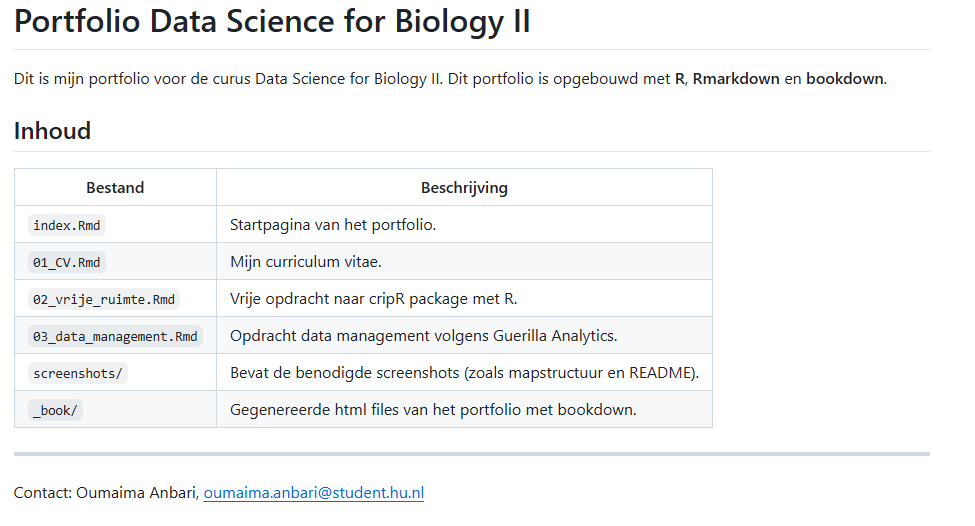 Portfolio Data Science for Biology II
Dit is mijn portfolio voor de curus Data Science for Biology II. Dit portfolio is opgebouwd met R, Rmarkdown en bookdown.
Inhoud
Bestand Beschrijving
index.Rmd Startpagina van het portfolio.
01_CV.Rmd Mijn curriculum vitae.
02_vrije_ruimte.Rmd Vrije opdracht naar cripR package met R.
03_data_management.Rmd Opdracht data management volgens Guerilla Analytics.
screenshots/ Bevat de benodigde screenshots (zoals mapstructuur en README).
_book/ Gegenereerde html files van het portfolio met bookdown.
Contact: Oumaima Anbari, oumaima.anbari@student.hu.nl